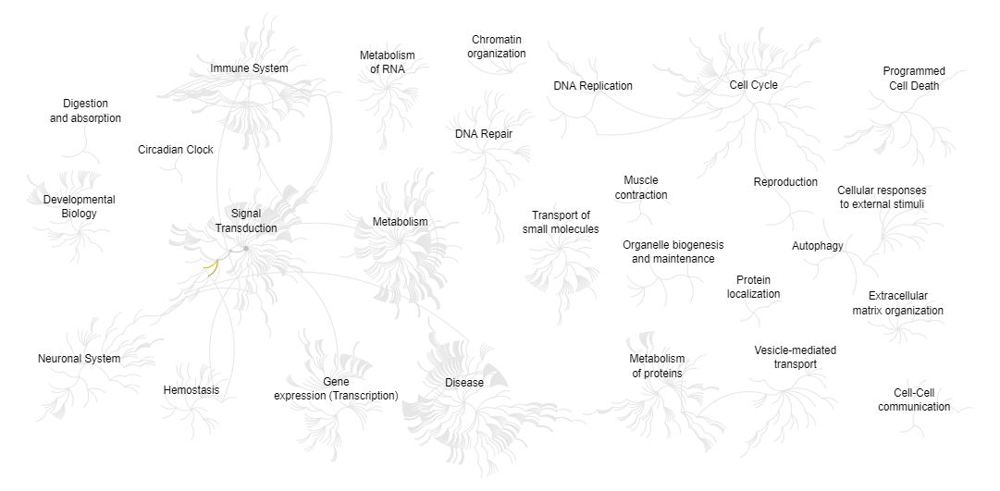 Immune System
Metabolism
of RNA
Chromatin
organization
DNA Replication
Cell Cycle
Programmed
Cell Death
Digestion
and absorption
Circadian Clock
DNA Repair
Developmental
Biology
Signal
Transduction
Metabolism
Transport of
small molecules
Muscle
contraction
Reproduction
Cellular responses
to external stimuli
Organelle biogenesis
and maintenance
Autophagy
Protein
localization
Extracellular
matrix organization
Neuronal System
Hemostasis
Gene
expression (Transcription)
Disease
Metabolism
of proteins
Vesicle-mediated
transport
Cell-Cell
communication